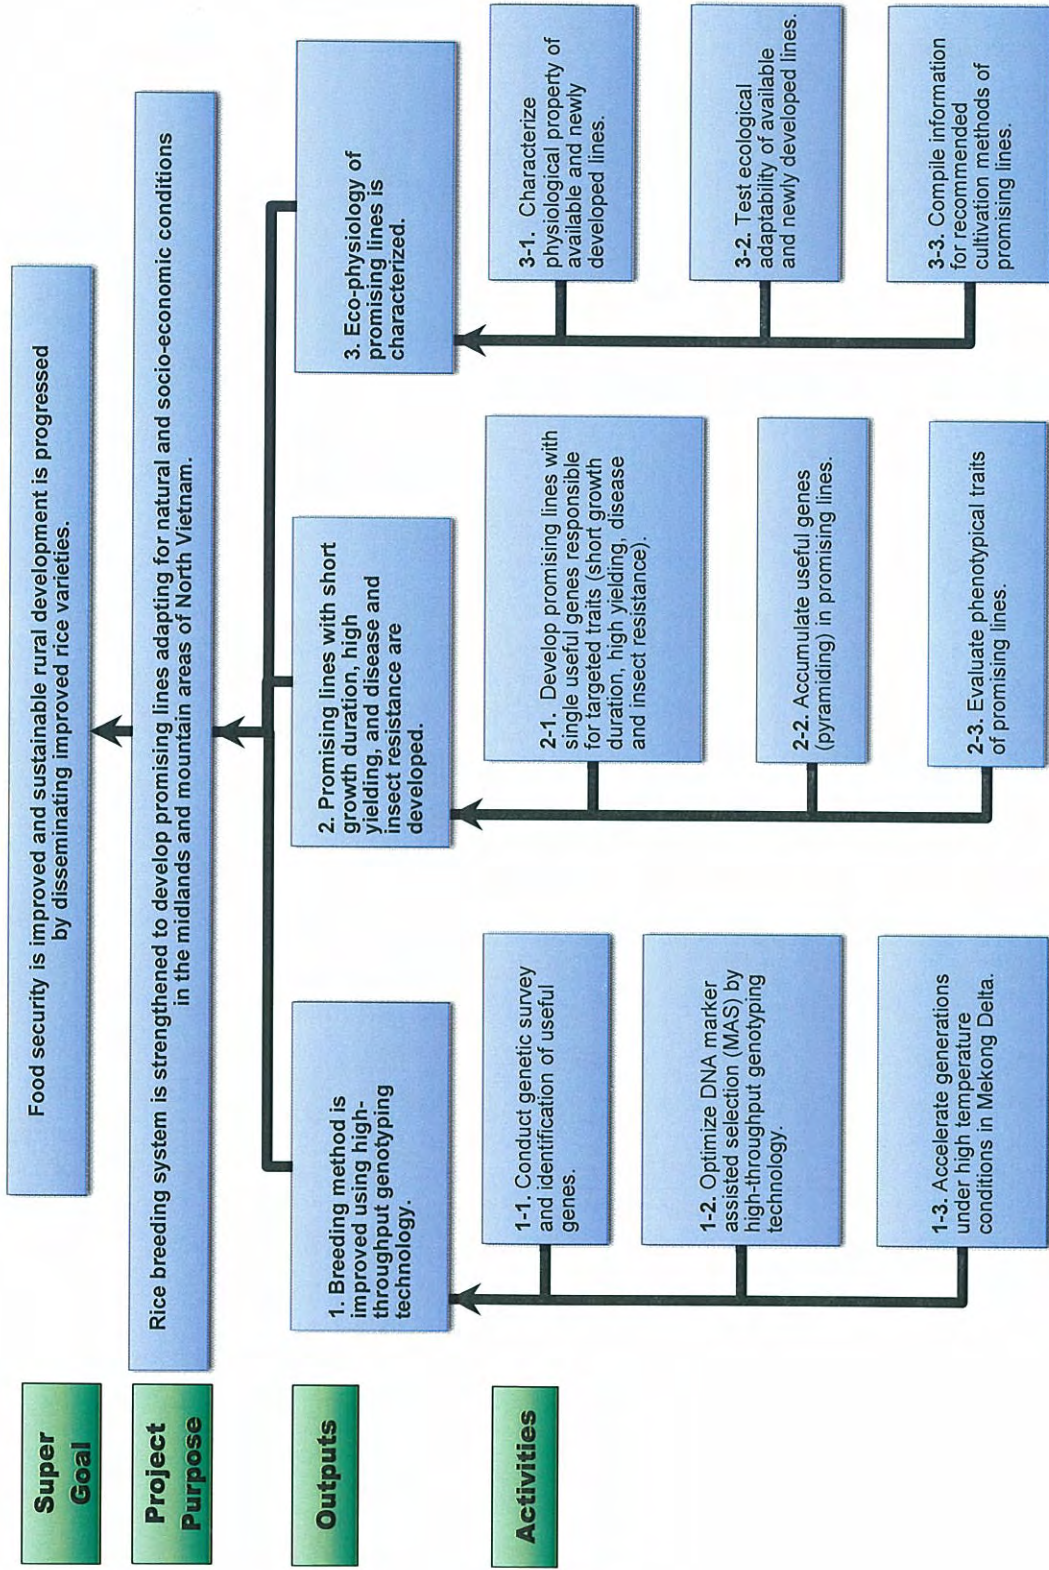 Super
Goal
Food security is improved and sustainable rural development is progressed
by disseminating improved rice varieties.
Project
Purpose
Rice breeding system is strengthened to develop promising lines adapting for natural and socio-economic conditions
in the midlands and mountain areas of North Vietnam.
Outputs
1. Breeding method is
improved using high-
throughput genotyping
technology.
2. Promising lines with short
growth duration, high
yielding, and disease and
insect resistance are
developed.
3. Eco-physiology of
promising lines is
characterized.
Activities
1-1. Conduct genetic survey
and identification of useful
genes.
1-2. Optimize DNA marker
assisted selection (MAS) by
high-throughput genotyping
technology.
1-3. Accelerate generations
under high temperature
conditions in Mekong Delta.
2-1. Develop promising lines with
single useful genes responsible
for targeted traits (short growth
duration, high yielding, disease
and insect resistance).
2-2. Accumulate useful genes
(pyramiding) in promising lines.
2-3. Evaluate phenotypical traits
of promising lines.
3-1. Characterize
physiological property of
available and newly
developed lines.
3-2. Test ecological
adaptability of available
and newly developed lines.
3-3. Compile information
for recommended
cultivation methods of
promising lines.